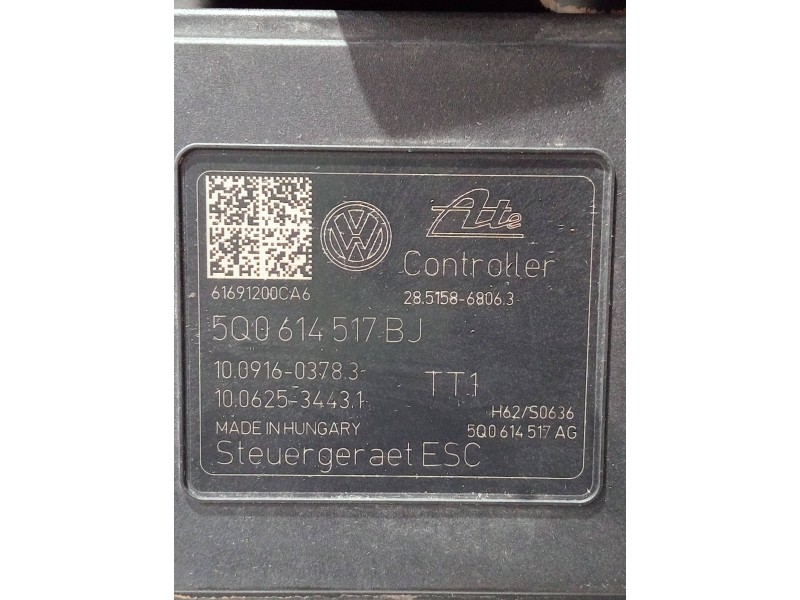 VW
Ate
Controller
61691200CA6
28.5158-6806.3
5Q0 614 517 BJ
10.0916-0378.3
10.0625-3443.1
TT1
H62/S0636
MADE IN HUNGARY
5Q0 614 517 AG
Steuergeraet ESC